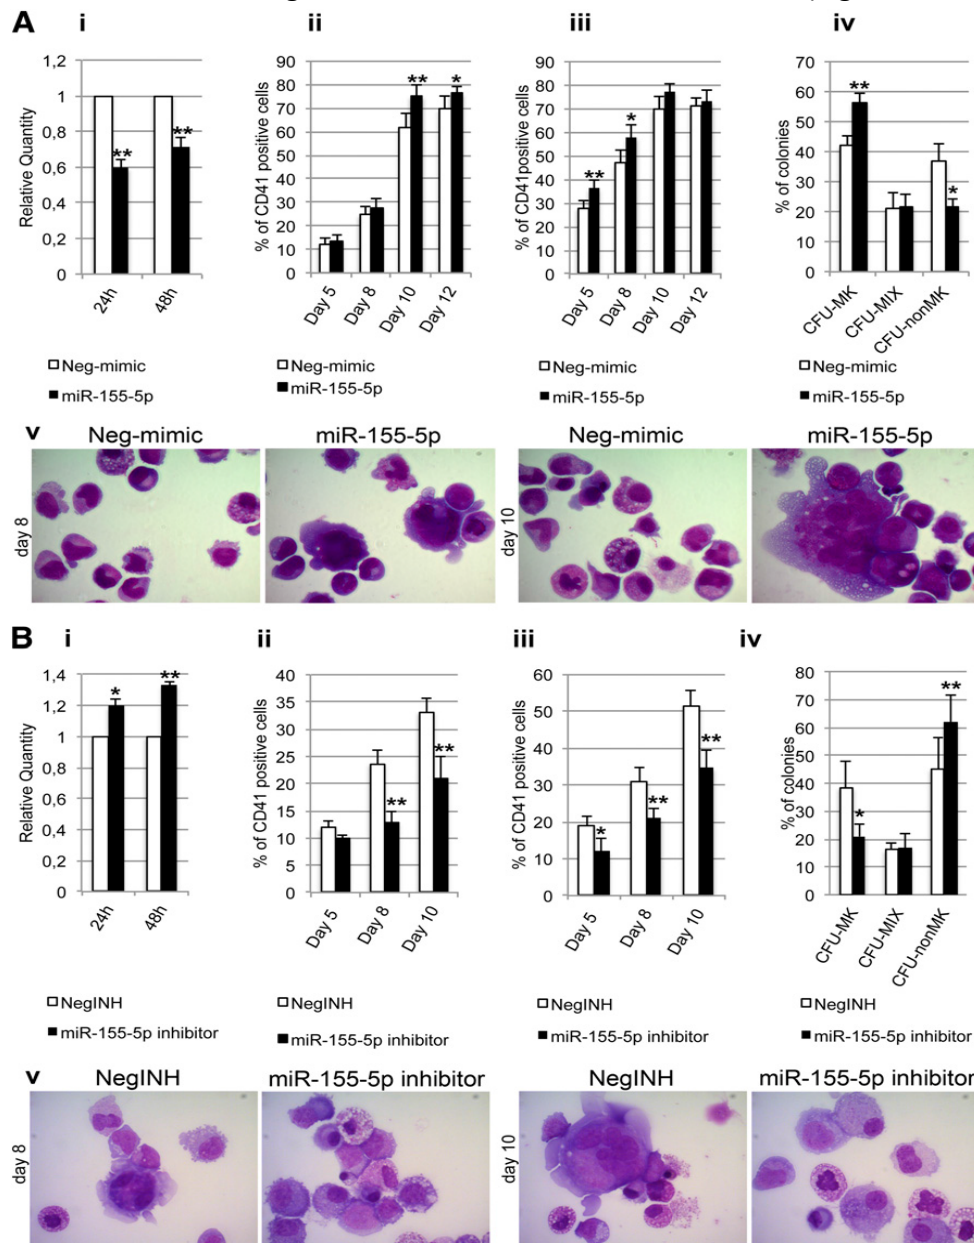 A i ii iii iv
1,2
1
0,8
0,6
0,4
0,2
0
Relative Quantity
** **
24h 48h
90
80
70
60
50
40
30
20
10
0
% of CD41 positive cells
** *
Day 5 Day 8 Day 10 Day 12
90
80
70
60
50
40
30
20
10
0
% of CD41positive cells
** *
Day 5 Day 8 Day 10 Day 12
70
60
50
40
30
20
10
0
% of colonies
** *
CFU-MK CFU-MIX CFU-nonMK
Neg-mimic Neg-mimic Neg-mimic Neg-mimic
miR-155-5p miR-155-5p miR-155-5p miR-155-5p
v Neg-mimic miR-155-5p Neg-mimic miR-155-5p
day 8 day 10
B i ii iii iv
1,4
1,2
1
0,8
0,6
0,4
0,2
0
Relative Quantity
* **
24h 48h
40
35
30
25
20
15
10
5
0
% of CD41 positive cells
** **
Day 5 Day 8 Day 10
60
50
40
30
20
10
0
% of CD41 positive cells
* ** **
Day 5 Day 8 Day 10
80
70
60
50
40
30
20
10
0
% of colonies
* **
CFU-MK CFU-MIX CFU-nonMK
NegINH NegINH NegINH NegINH
miR-155-5p inhibitor miR-155-5p inhibitor miR-155-5p inhibitor miR-155-5p inhibitor
v NegINH miR-155-5p inhibitor NegINH miR-155-5p inhibitor
day 8 day 10